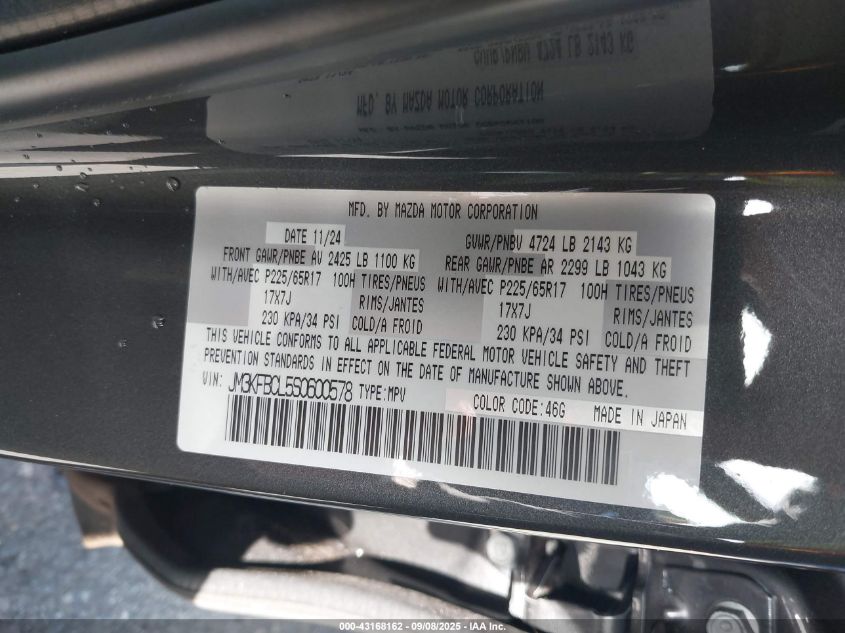 MFD. BY MAZDA MOTOR CORPORATION
DATE 11/24 GVWR/PNBV 4724 LB 2143 KG
FRONT GAWR/PNBE AV 2425 LB 1100 KG REAR GAWR/PNBE AR 2299 LB 1043 KG
WITH/AVEC P225/65R17 100H TIRES/PNEUS WITH/AVEC P225/65R17 100H TIRES/PNEUS
17X7J RIMS/JANTES 17X7J RIMS/JANTES
230 KPA/34 PSI COLD/A FROID 230 KPA/34 PSI COLD/A FROID
THIS VEHICLE CONFORMS TO ALL APPLICABLE FEDERAL MOTOR VEHICLE SAFETY AND THEFT
PREVENTION STANDARDS IN EFFECT ON THE DATE OF MANUFACTURE SHOWN ABOVE.
VIN: JM3KFBCL5S0600578 TYPE:MPV COLOR CODE:46G MADE IN JAPAN
000-43168162 - 09/08/2025 - IAA Inc.